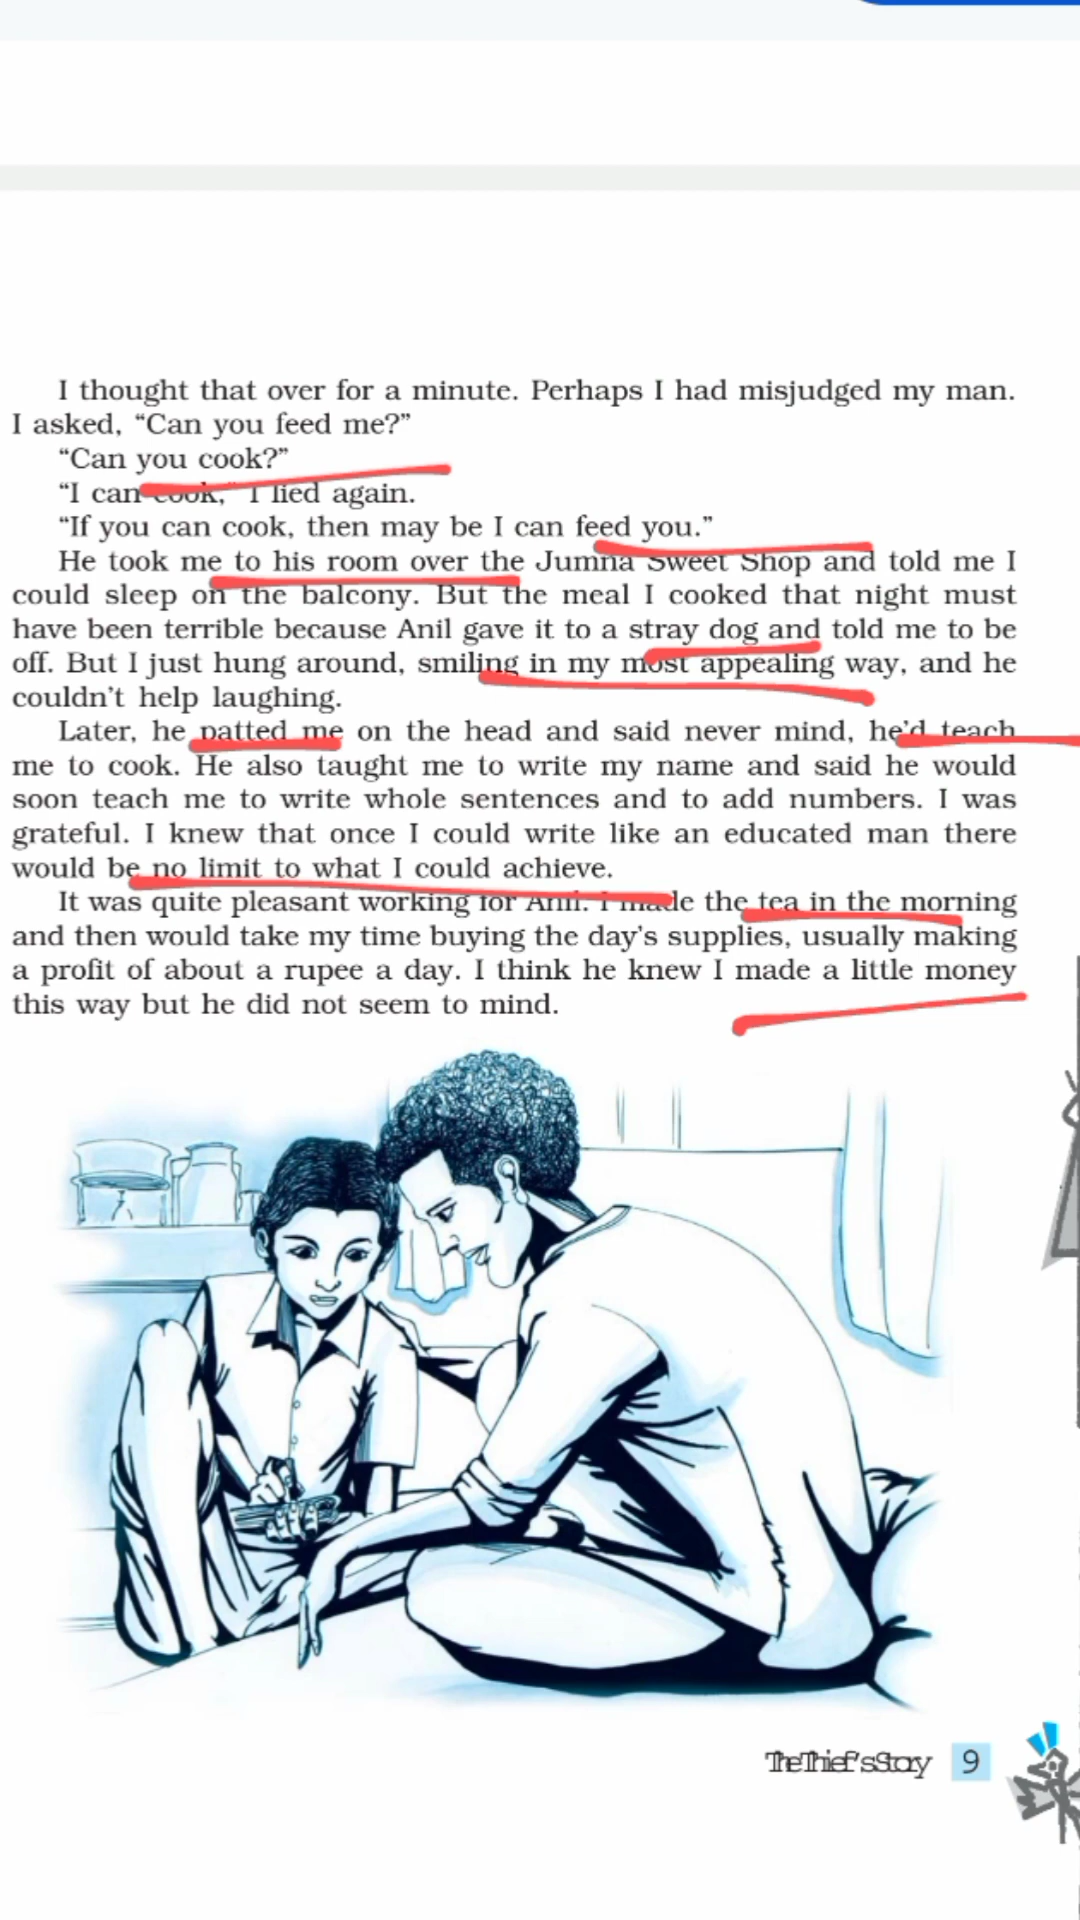 I thought that over for a minute. Perhaps I had misjudged my man.
I asked, “Can you feed me?”
“Can you cook?”
“I can cook,” I lied again.
“If you can cook, then may be I can feed you.”
He took me to his room over the Jumna Sweet Shop and told me I
could sleep on the balcony. But the meal I cooked that night must
have been terrible because Anil gave it to a stray dog and told me to be
off. But I just hung around, smiling in my most appealing way, and he
couldn’t help laughing.
Later, he patted me on the head and said never mind, he’d teach
me to cook. He also taught me to write my name and said he would
soon teach me to write whole sentences and to add numbers. I was
grateful. I knew that once I could write like an educated man there
would be no limit to what I could achieve.
It was quite pleasant working for Anil. I made the tea in the morning
and then would take my time buying the day’s supplies, usually making
a profit of about a rupee a day. I think he knew I made a little money
this way but he did not seem to mind.
The Thief’s Story 9